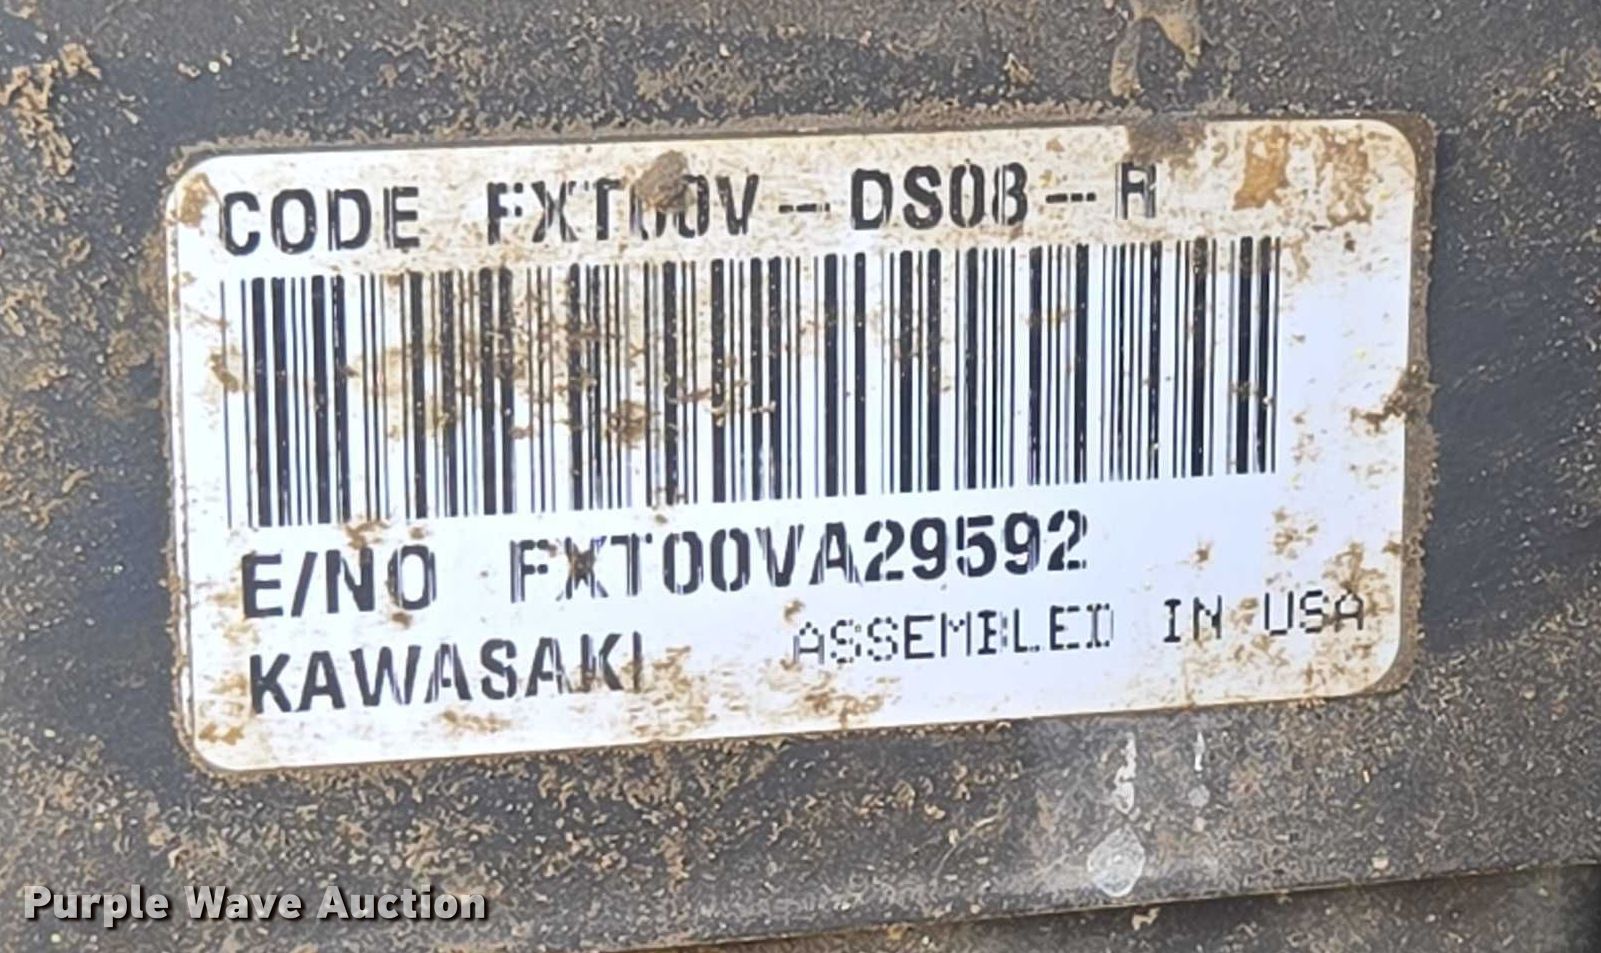 CODE FXT00V-DS08-R
E/NO FXT00VA29592
KAWASAKI ASSEMBLED IN USA
Purple Wave Auction